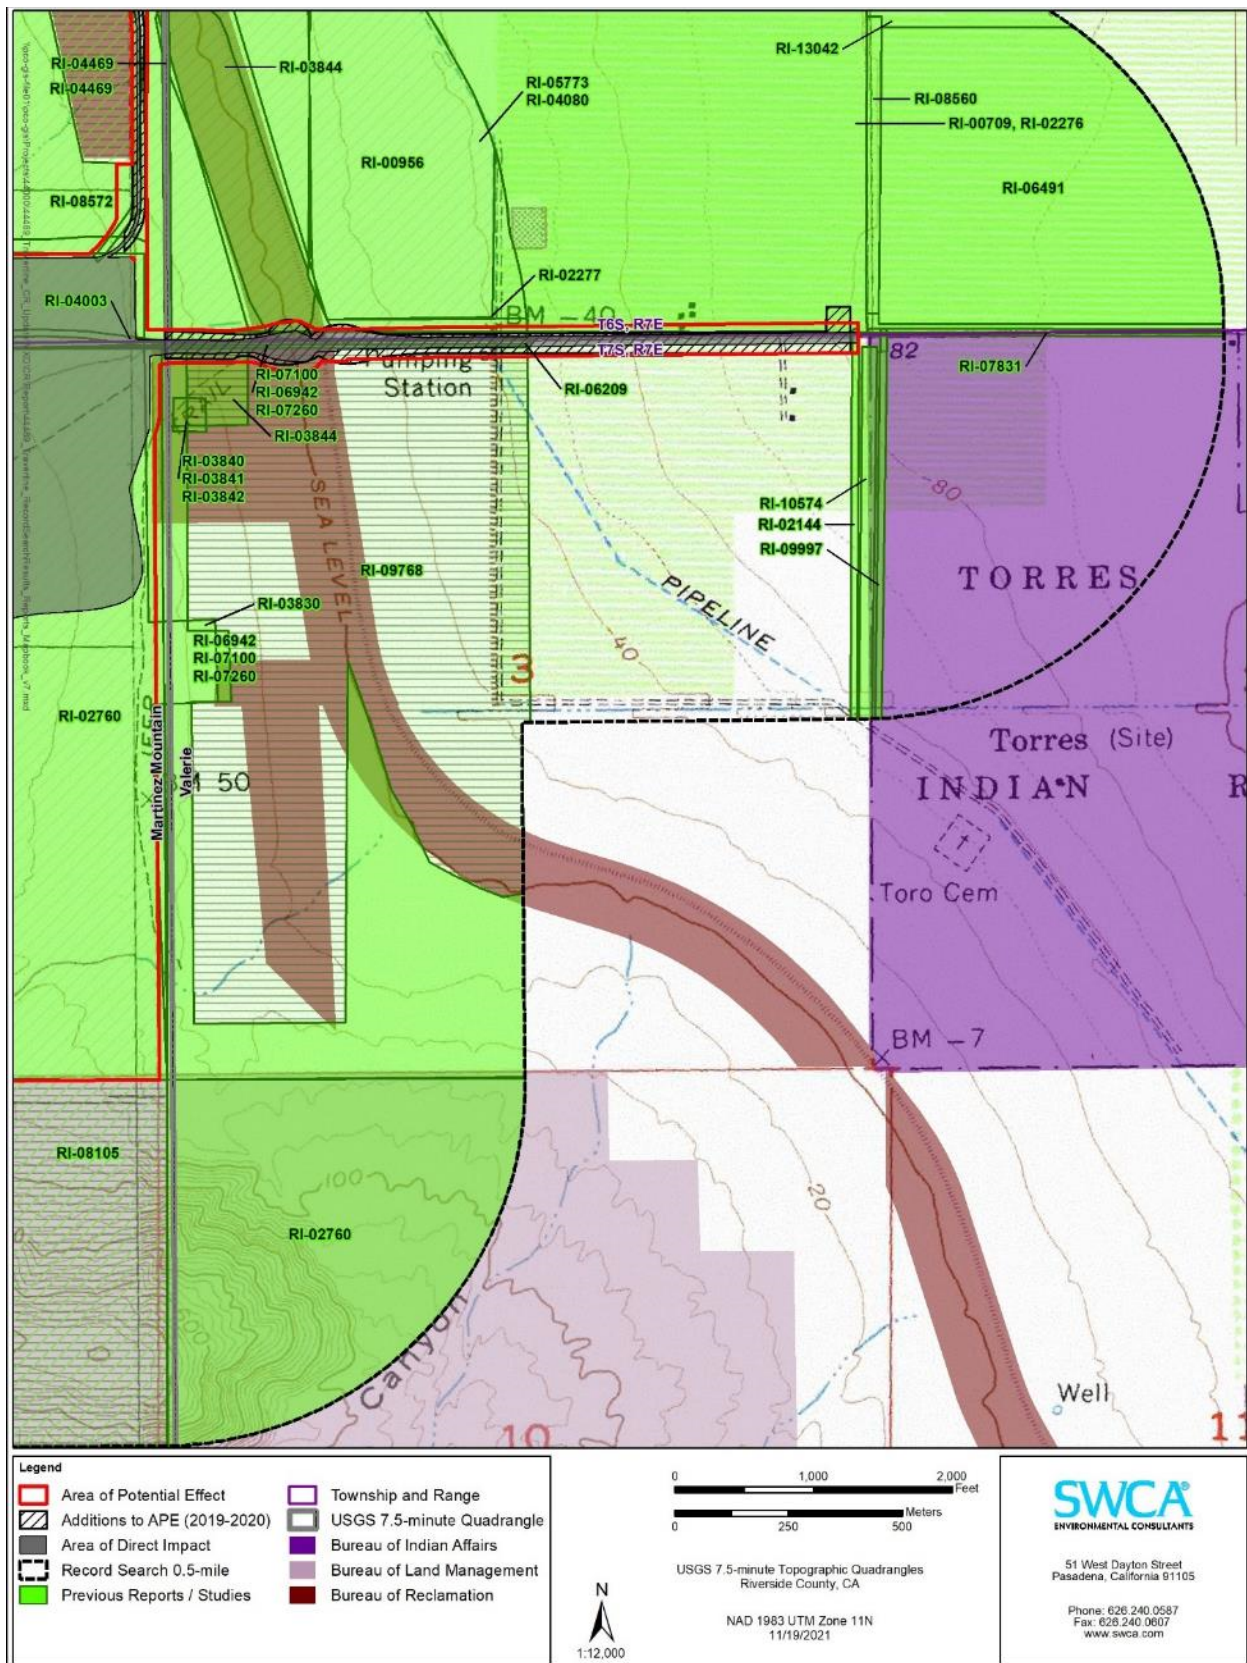 RI-04469
RI-04469
RI-03844
RI-05773
RI-04080
RI-13042
RI-08560
RI-00709, RI-02276
RI-00956
RI-06491
RI-08572
RI-02277
RI-04003
BM -40
T6S, R7E
T7S, R7E
82
RI-07831
Pumping
Station
RI-06209
RI-07100
RI-06942
RI-07260
TRAIL
RI-03844
RI-03840
RI-03841
RI-03842
SEA LEVEL
-80
RI-10574
RI-02144
RI-09997
RI-09768
PIPELINE
TORRES
RI-03830
RI-06942
RI-07100
RI-07260
40
3
RI-02760
JEEP
Martinez Mountain
Valerie
BM 50
Torres (Site)
INDIAN
R
Toro Cem
BM -7
RI-08105
100
20
RI-02760
Canyon
Well
10
11
Legend
Area of Potential Effect
Additions to APE (2019-2020)
Area of Direct Impact
Record Search 0.5-mile
Previous Reports / Studies
Township and Range
USGS 7.5-minute Quadrangle
Bureau of Indian Affairs
Bureau of Land Management
Bureau of Reclamation
N
1:12,000
0 1,000 2,000
Feet
Meters
0 250 500
USGS 7.5-minute Topographic Quadrangles
Riverside County, CA
NAD 1983 UTM Zone 11N
11/19/2021
SWCA®
ENVIRONMENTAL CONSULTANTS
51 West Dayton Street
Pasadena, California 91105
Phone: 626.240.0587
Fax: 626.240.0607
www.swca.com